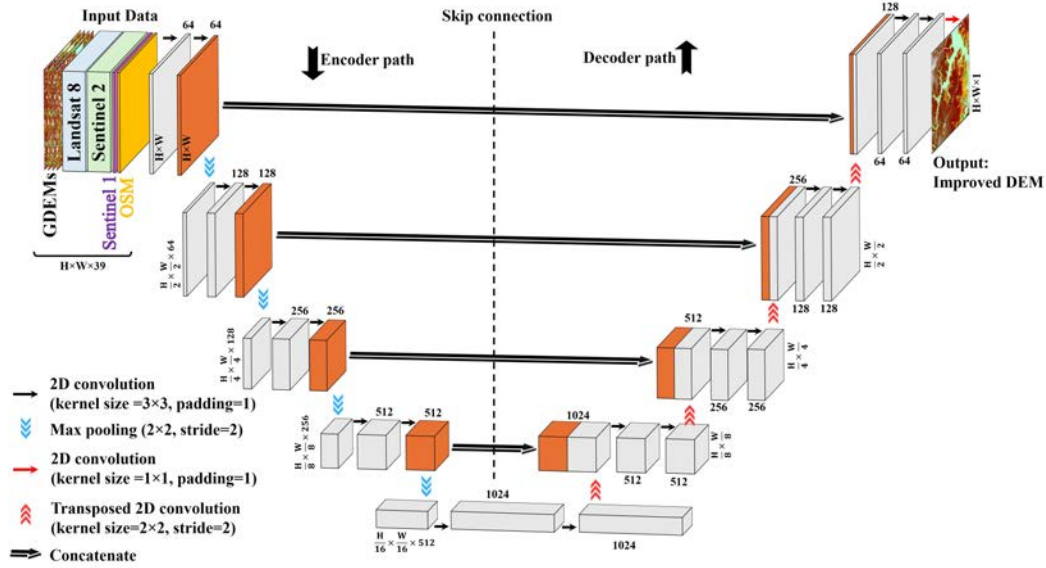 Input Data
Skip connection
64
64
128
Encoder path
Decoder path
GDEMs
Landsat 8
Sentinel 2
Sentinel 1
OSM
H×W
H×W
H×W×39
64
64
H×W×1
Output:
Improved DEM
128
128
H/2 × W/2 × 64
256
128
128
H/2 × W/2
256
256
H/4 × W/4 × 128
512
256
256
H/4 × W/4
512
512
H/8 × W/8 × 256
1024
512
512
H/8 × W/8
1024
H/16 × W/16 × 512
1024
2D convolution
(kernel size =3×3, padding=1)
Max pooling (2×2, stride=2)
2D convolution
(kernel size =1×1, padding=1)
Transposed 2D convolution
(kernel size=2×2, stride=2)
Concatenate